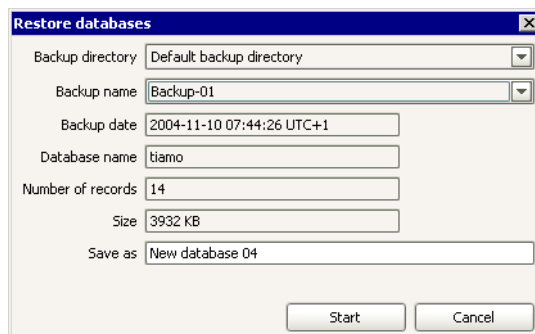 Restore databases
Backup directory Default backup directory
Backup name Backup-01
Backup date 2004-11-10 07:44:26 UTC+1
Database name tiamo
Number of records 14
Size 3932 KB
Save as New database 04
Start Cancel